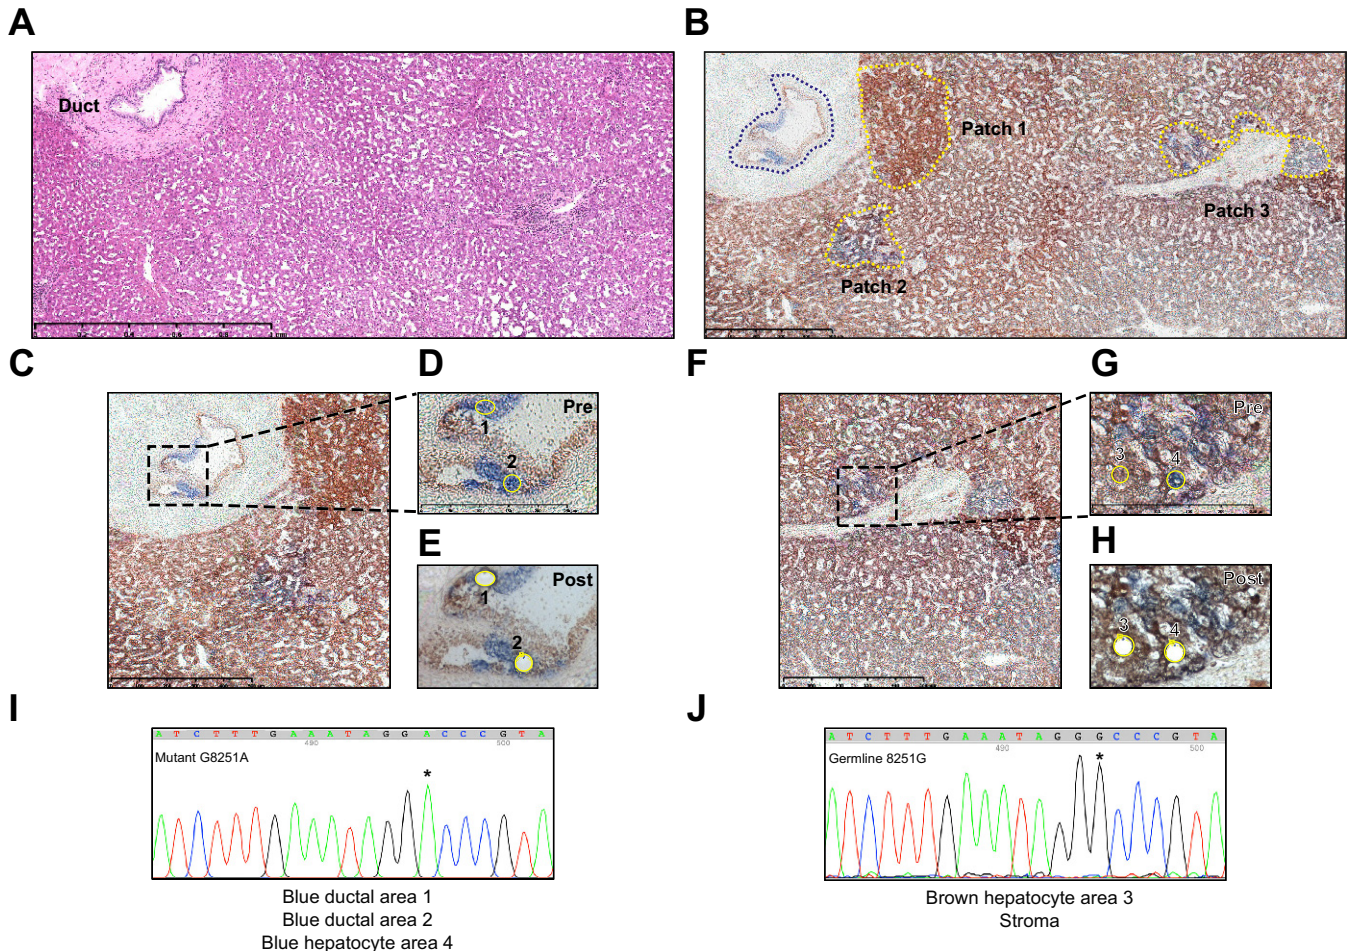 A
B
Duct
Patch 1
Patch 2
Patch 3
C
D
Pre
1
2
E
Post
1
2
F
G
Pre
3
4
H
Post
3
4
I
A T C T T T G A A A T A G G A C C C G T A
490 500
Mutant G8251A
*
Blue ductal area 1
Blue ductal area 2
Blue hepatocyte area 4
J
A T C T T T G A A A T A G G G C C C G T A
490 500
Germline 8251G
*
Brown hepatocyte area 3
Stroma